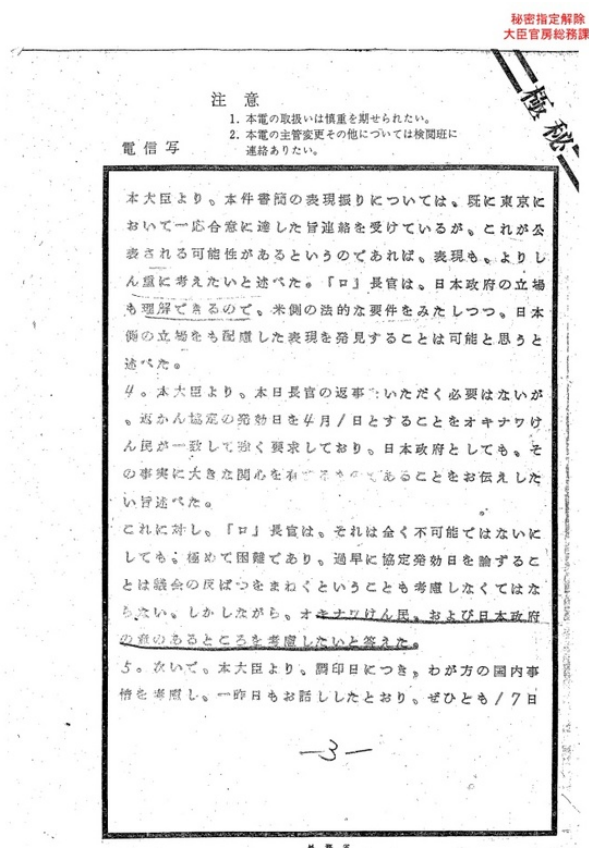 秘密指定解除
大臣官房総務課
極秘
注意
1. 本電の取扱いは慎重を期せられたい。
2. 本電の主管変更その他については検閲班に
連絡ありたい。
電信写
本大臣より、本件書簡の表現振りについては、既に東京に
おいて一応合意に達した旨連絡を受けているが、これが公
表される可能性があるというのであれば、表現も、よりし
ん重に考えたいと述べた。「ロ」長官は、日本政府の立場
も理解できるので、米側の法的な要件をみたしつつ、日本
側の立場をも配慮した表現を発見することは可能と思うと
述べた。
4。本大臣より、本日長官の返事 いただく必要はないが
、返かん協定の発効日を4月/日とすることをオキナワけ
ん民が一致して強く要求しており、日本政府としても、そ
の事実に大きな関心を有するものであることをお伝えした
い旨述べた。
これに対し、「ロ」長官は、それは全く不可能ではないに
しても、極めて困難であり、過早に協定発効日を論ずるこ
とは議会の反ぱつをまねくということも考慮しなくてはな
らない。しかしながら、オキナワけん民、および日本政府
の意のあるところを考慮したいと答えた。
5。ないで、本大臣より、調印日につき、わが方の国内事
情を考慮し、一昨日もお話ししたとおり、ぜひとも/7日
—3—